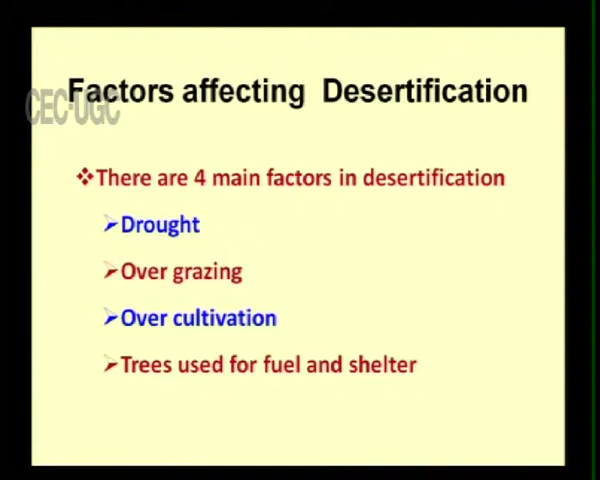 Factors affecting Desertification
CEC-UGC
There are 4 main factors in desertification
Drought
Over grazing
Over cultivation
Trees used for fuel and shelter